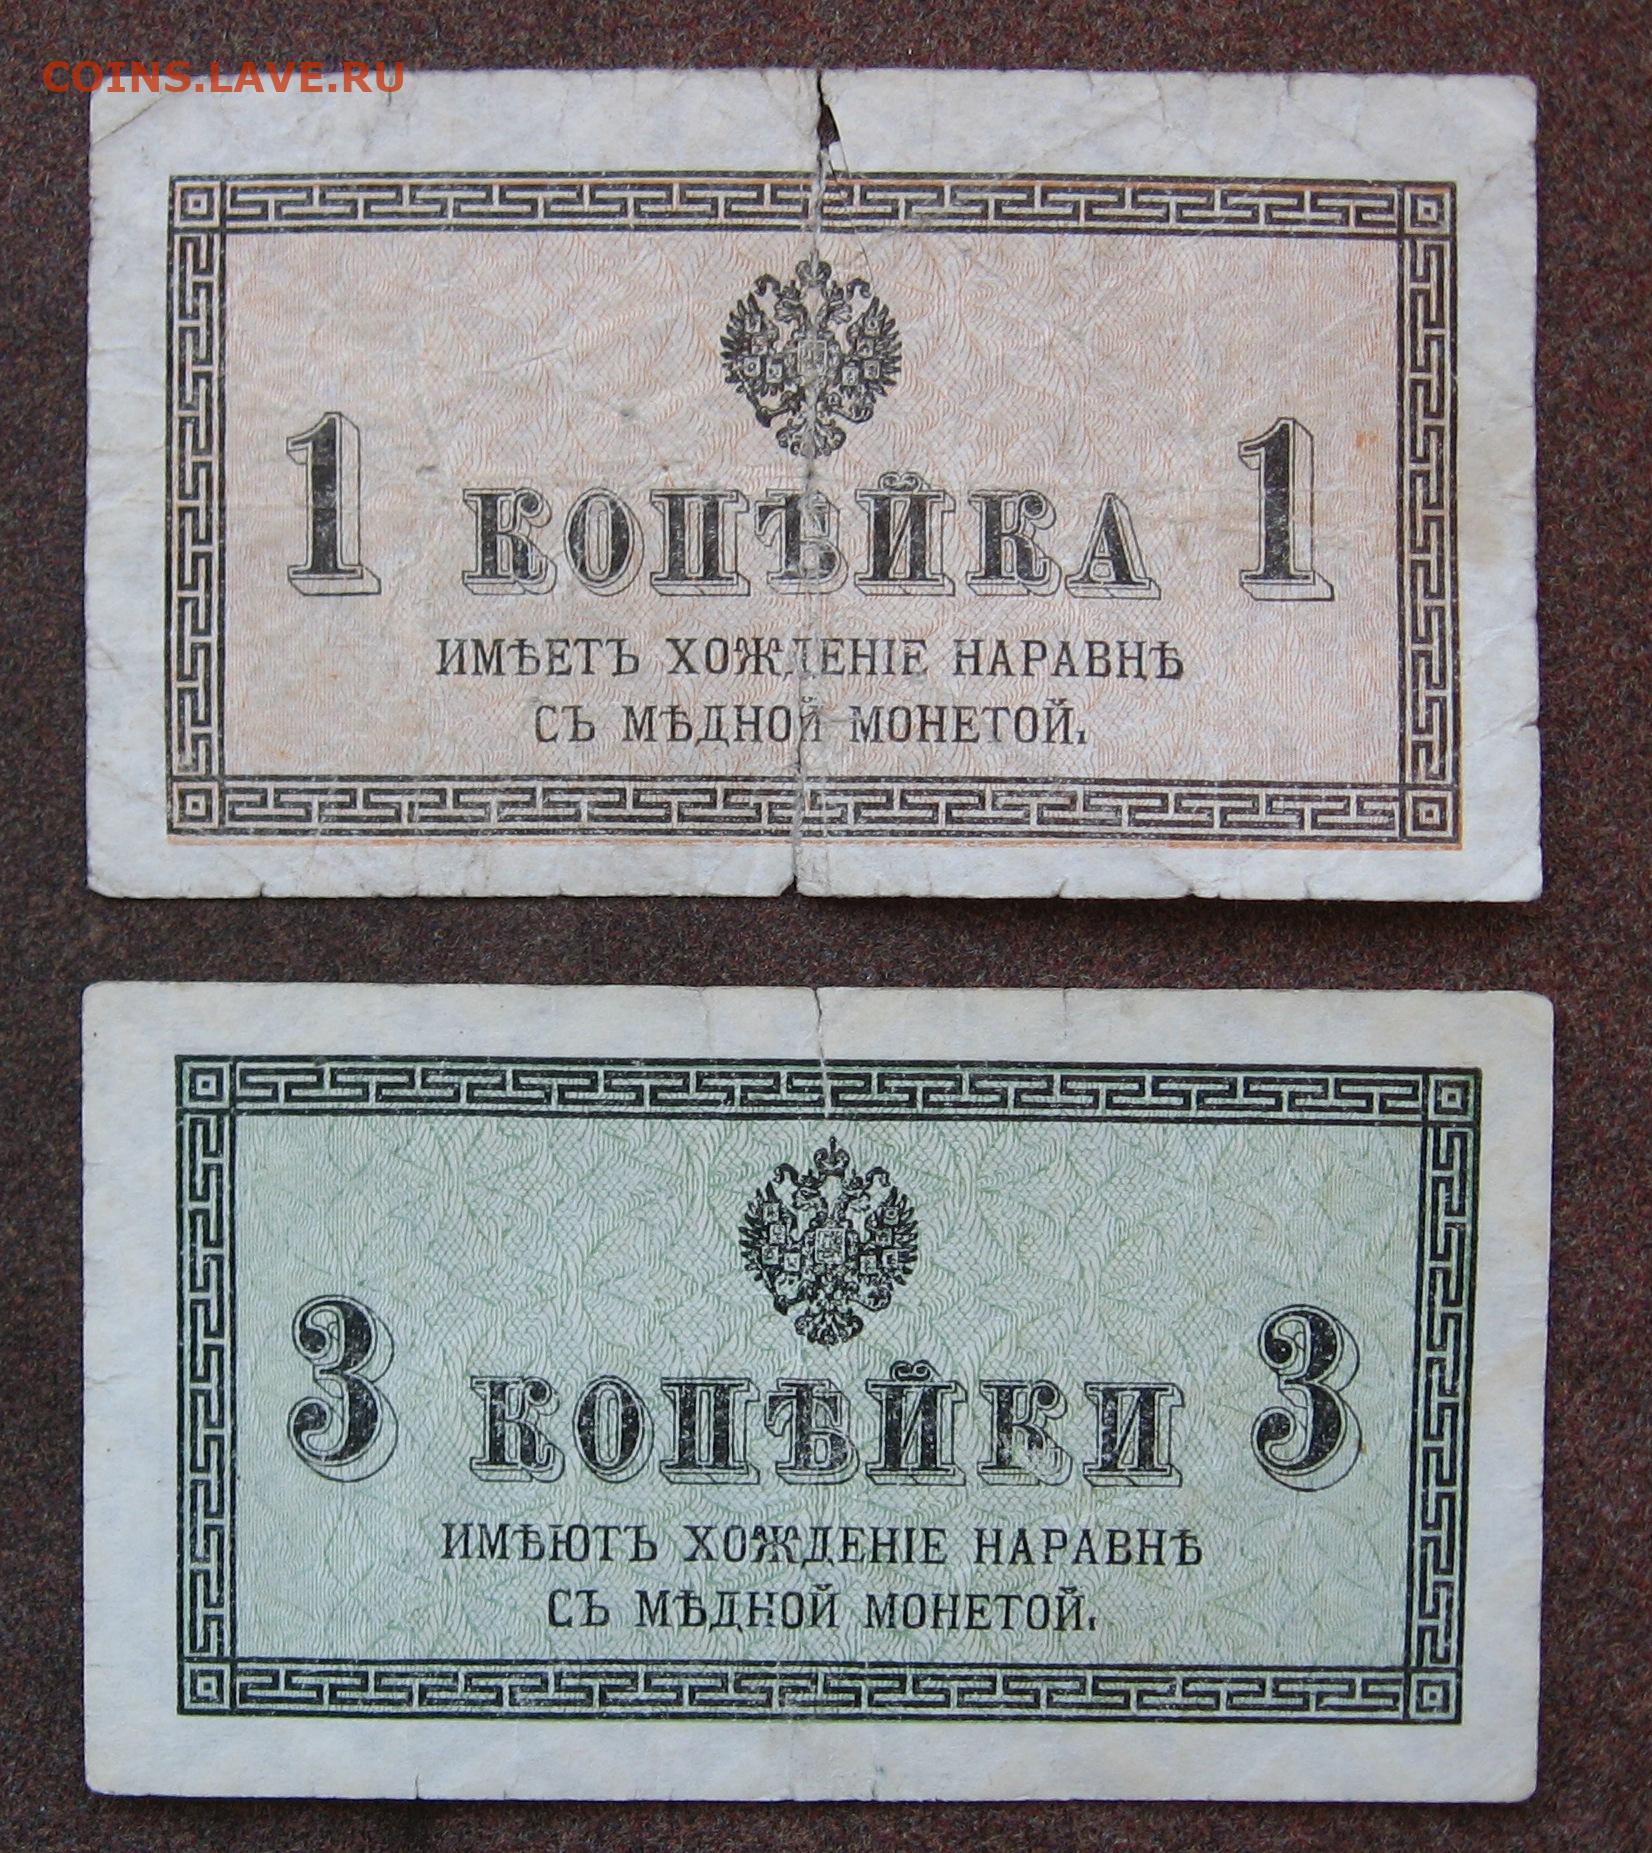 COINS.LAVE.RU
1 КОПѢЙКА 1
ИМѢЕТЪ ХОЖДЕНІЕ НАРАВНѢ
СЪ МѢДНОЙ МОНЕТОЙ.
3 КОПѢЙКИ 3
ИМѢЮТЪ ХОЖДЕНІЕ НАРАВНѢ
СЪ МѢДНОЙ МОНЕТОЙ.